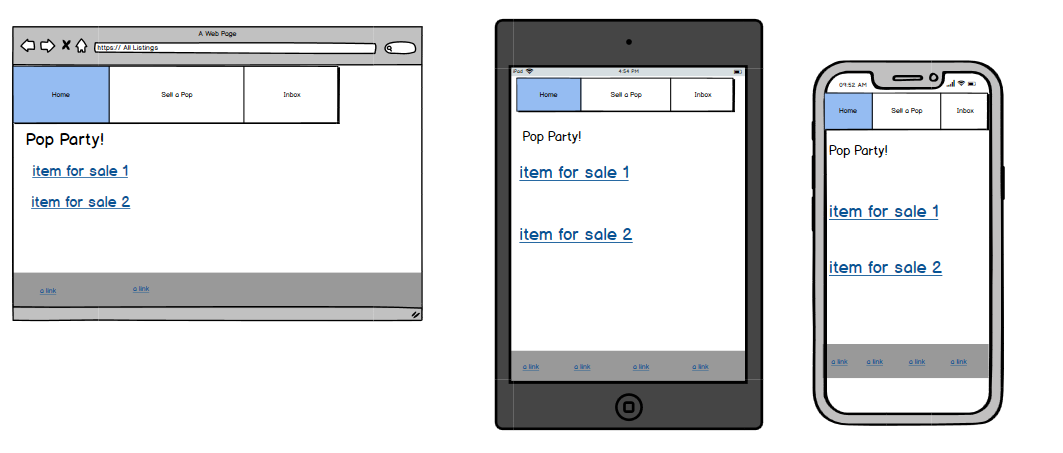 A Web Page
https:// All Listings
Home Sell a Pop Inbox
Pop Party!
item for sale 1
item for sale 2
a link a link
iPad 4:54 PM
Home Sell a Pop Inbox
Pop Party!
item for sale 1
item for sale 2
a link a link a link a link
09:52 AM
Home Sell a Pop Inbox
Pop Party!
item for sale 1
item for sale 2
a link a link a link a link